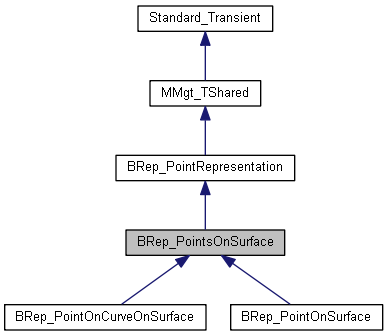 Standard_Transient
MMgt_TShared
BRep_PointRepresentation
BRep_PointsOnSurface
BRep_PointOnCurveOnSurface
BRep_PointOnSurface